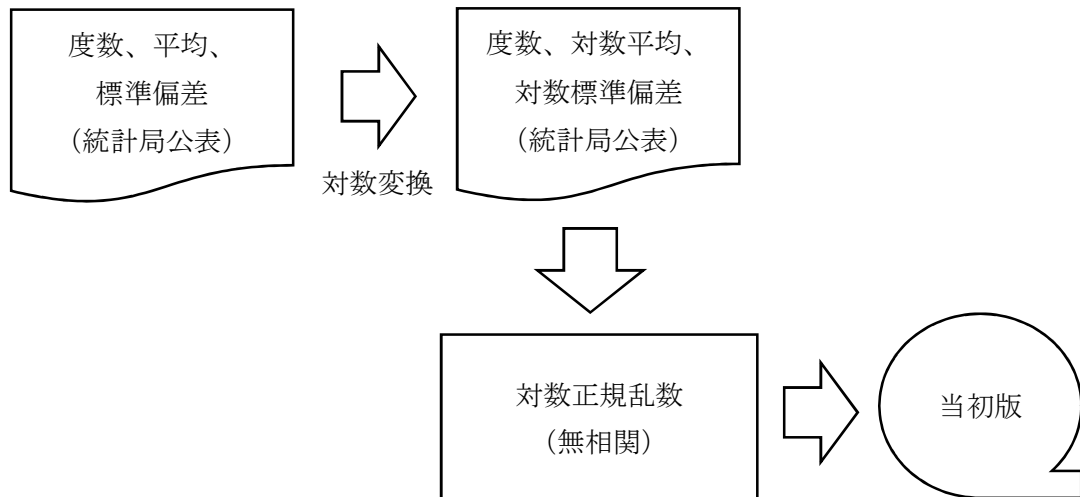 度数、平均、
標準偏差
（統計局公表）
度数、対数平均、
対数標準偏差
（統計局公表）
対数変換
対数正規乱数
（無相関）
当初版